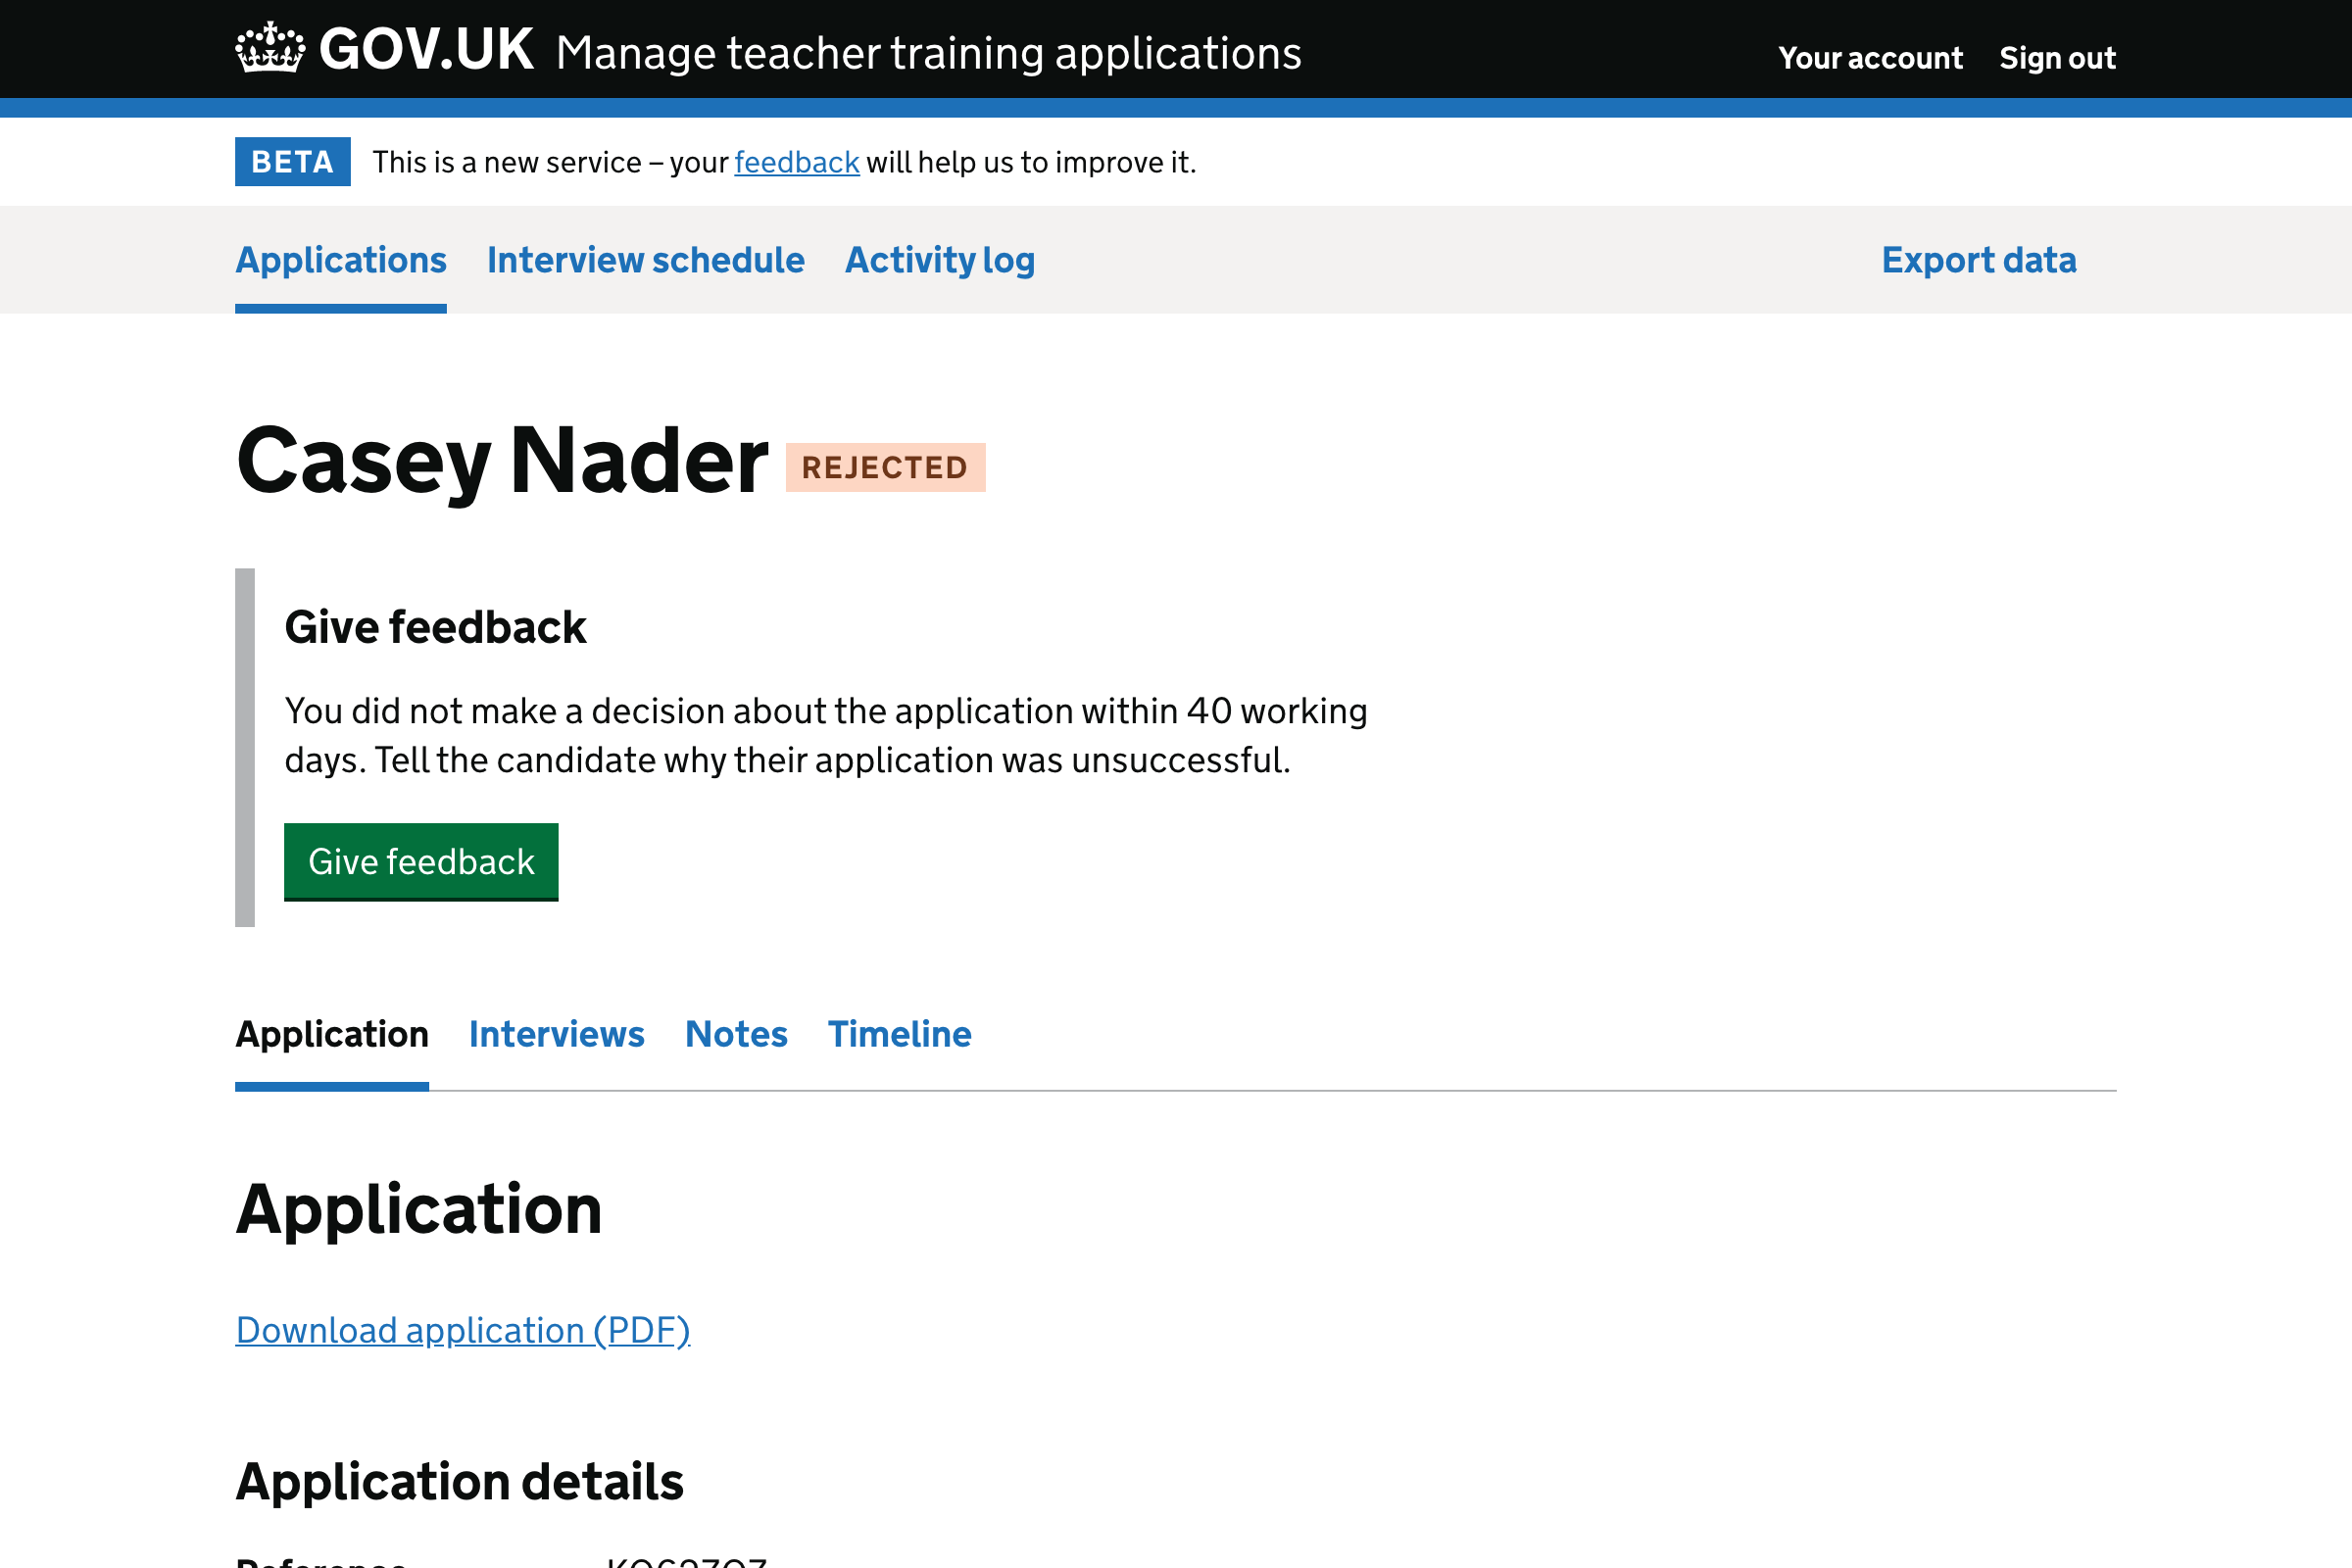 GOV.UK Manage teacher training applications
Your account Sign out
BETA This is a new service – your feedback will help us to improve it.
Applications Interview schedule Activity log Export data
Casey Nader REJECTED
Give feedback
You did not make a decision about the application within 40 working
days. Tell the candidate why their application was unsuccessful.
Give feedback
Application Interviews Notes Timeline
Application
Download application (PDF)
Application details
Reference